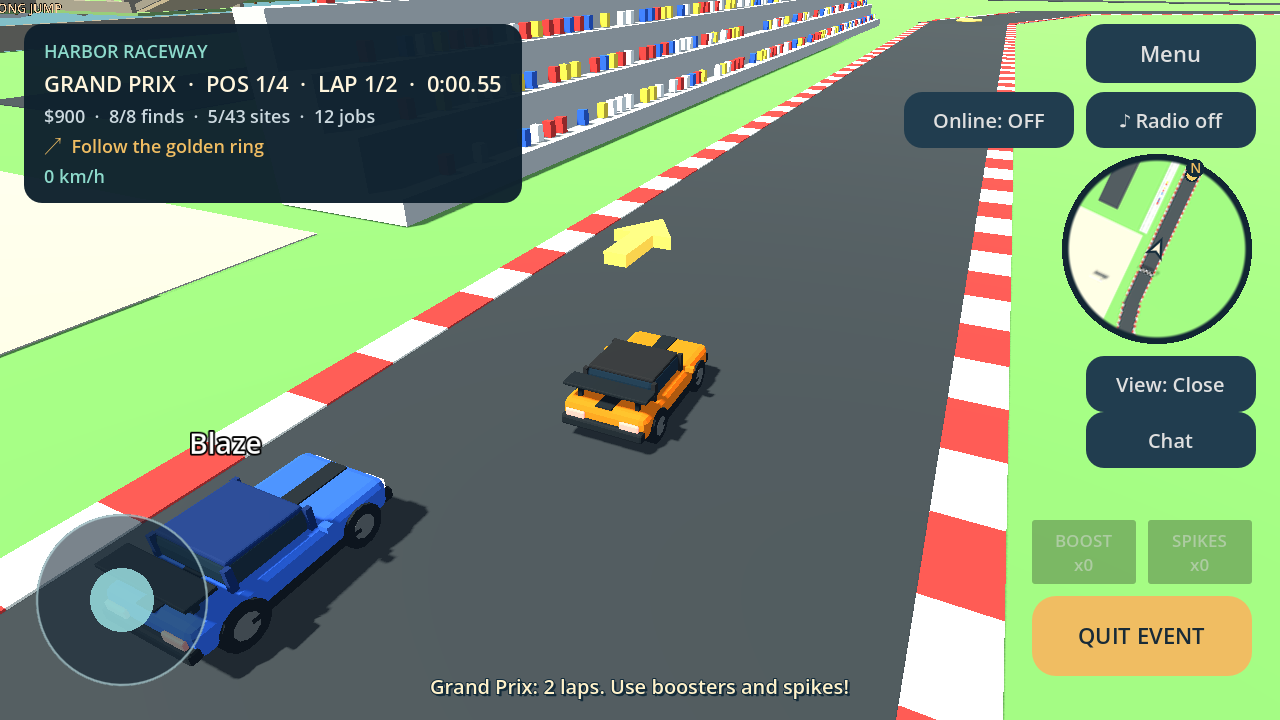 ONG JUMP
HARBOR RACEWAY
GRAND PRIX · POS 1/4 · LAP 1/2 · 0:00.55
$900 · 8/8 finds · 5/43 sites · 12 jobs
↗ Follow the golden ring
0 km/h
Menu
Online: OFF
♪ Radio off
N
View: Close
Chat
Blaze
BOOST
x0
SPIKES
x0
QUIT EVENT
Grand Prix: 2 laps. Use boosters and spikes!